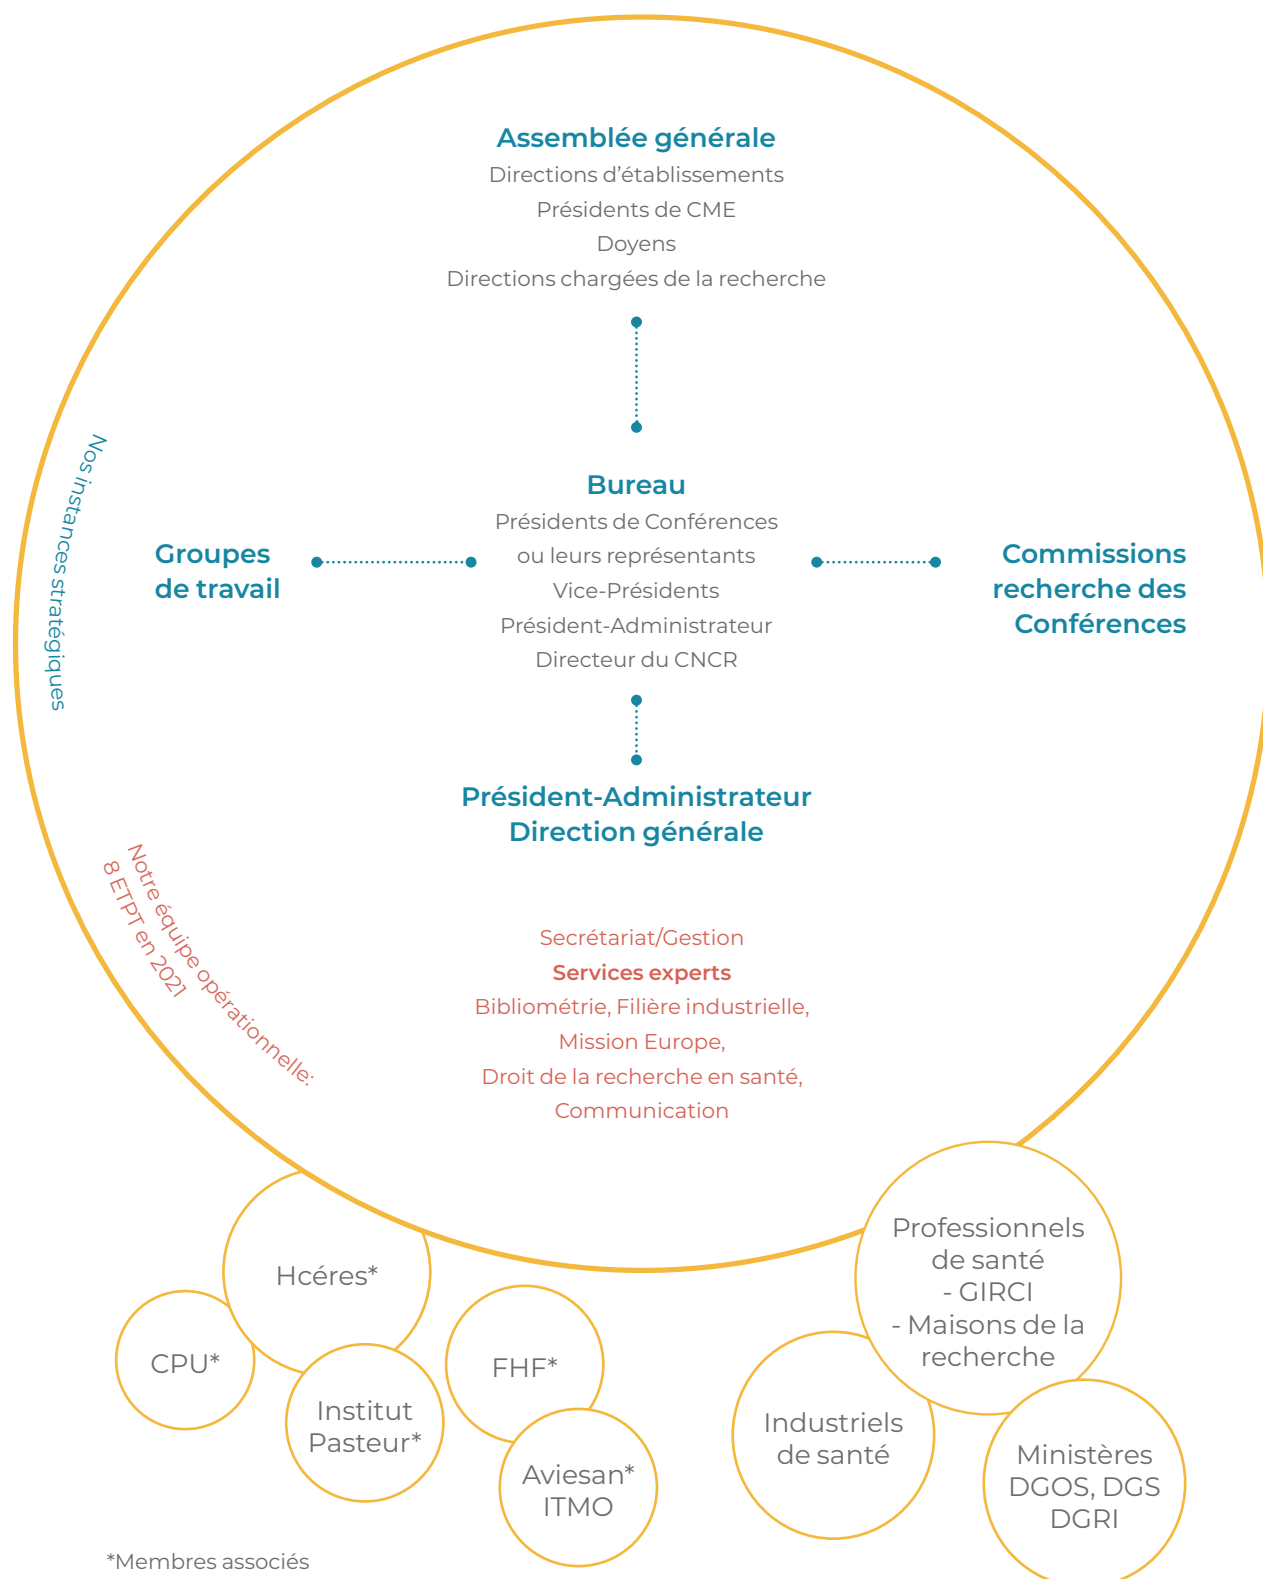 Assemblée générale
Directions d'établissements
Présidents de CME
Doyens
Directions chargées de la recherche
Nos instances stratégiques
Groupes
de travail
Bureau
Présidents de Conférences
ou leurs représentants
Vice-Présidents
Président-Administrateur
Directeur du CNCR
Commissions
recherche des
Conférences
Président-Administrateur
Direction générale
Notre équipe opérationnelle:
8 ETPT en 2021
Secrétariat/Gestion
Services experts
Bibliométrie, Filière industrielle,
Mission Europe,
Droit de la recherche en santé,
Communication
Hcéres*
CPU*
Institut
Pasteur*
FHF*
Aviesan*
ITMO
Professionnels
de santé
- GIRCI
- Maisons de la
recherche
Industriels
de santé
Ministères
DGOS, DGS
DGRI
*Membres associés